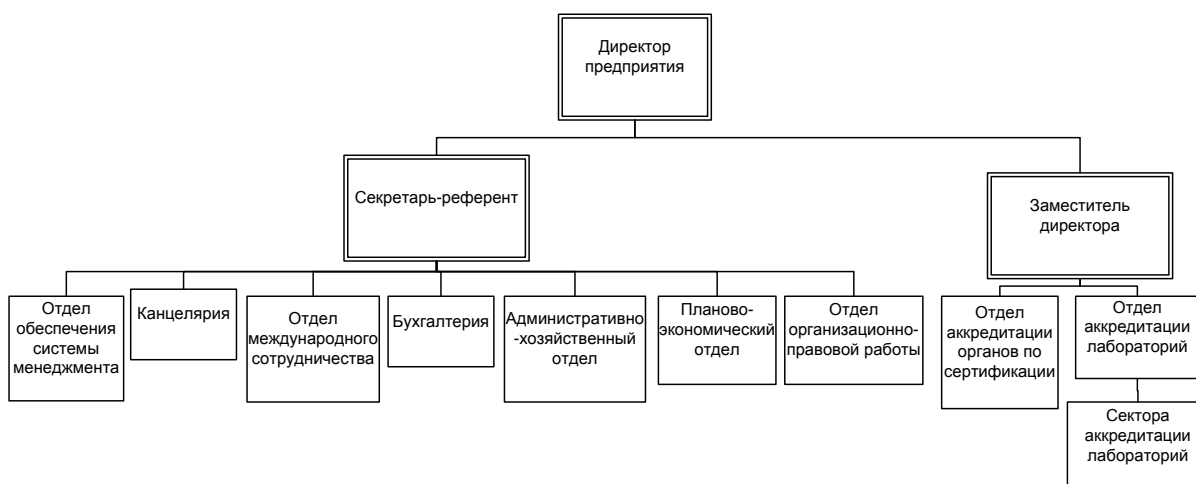 Директор
предприятия
Секретарь-референт
Заместитель
директора
Отдел
обеспечения
системы
менеджмента
Канцелярия
Отдел
международного
сотрудничества
Бухгалтерия
Административно
-хозяйственный
отдел
Планово-
экономический
отдел
Отдел
организационно-
правовой работы
Отдел
аккредитации
органов по
сертификации
Отдел
аккредитации
лабораторий
Сектора
аккредитации
лабораторий